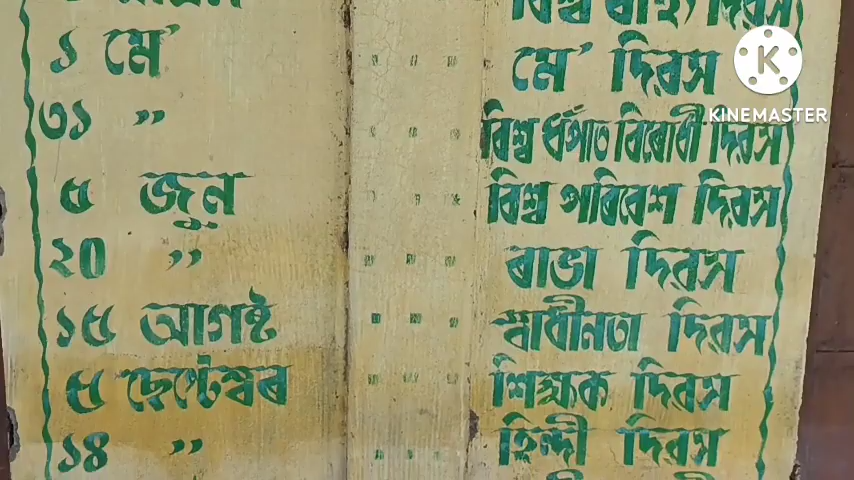 ১ মে' " " " মে' দিৱস
KINEMASTER
৩১ " " " " বিশ্ব ধঁপাত বিৰোধী দিৱস
৫ জুন " " " বিশ্ব পৰিবেশ দিৱস
২০ " " " " ৰাভা দিৱস
১৫ আগষ্ট " " " স্বাধীনতা দিৱস
৫ ছেপ্টেম্বৰ " " " শিক্ষক দিৱস
১৪ " " " " হিন্দী দিৱস